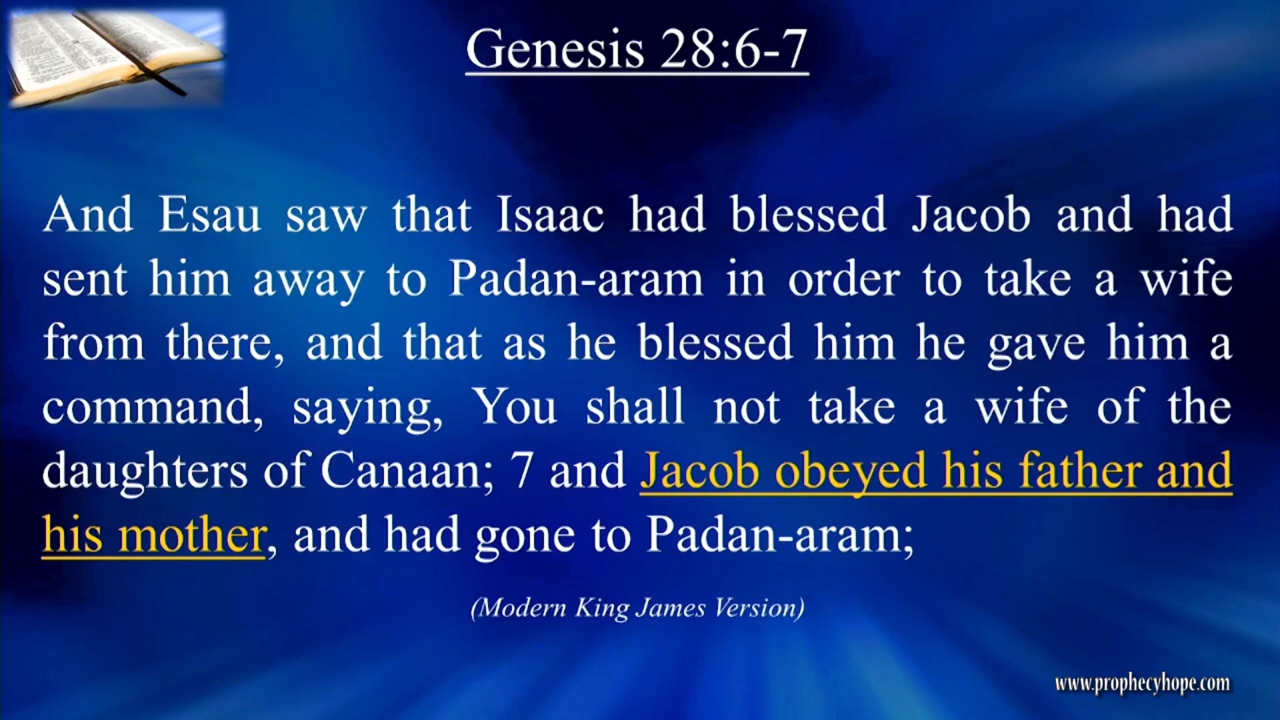 Genesis 28:6-7
And Esau saw that Isaac had blessed Jacob and had
sent him away to Padan-aram in order to take a wife
from there, and that as he blessed him he gave him a
command, saying, You shall not take a wife of the
daughters of Canaan; 7 and Jacob obeyed his father and
his mother, and had gone to Padan-aram;
(Modern King James Version)
www.prophecyhope.com